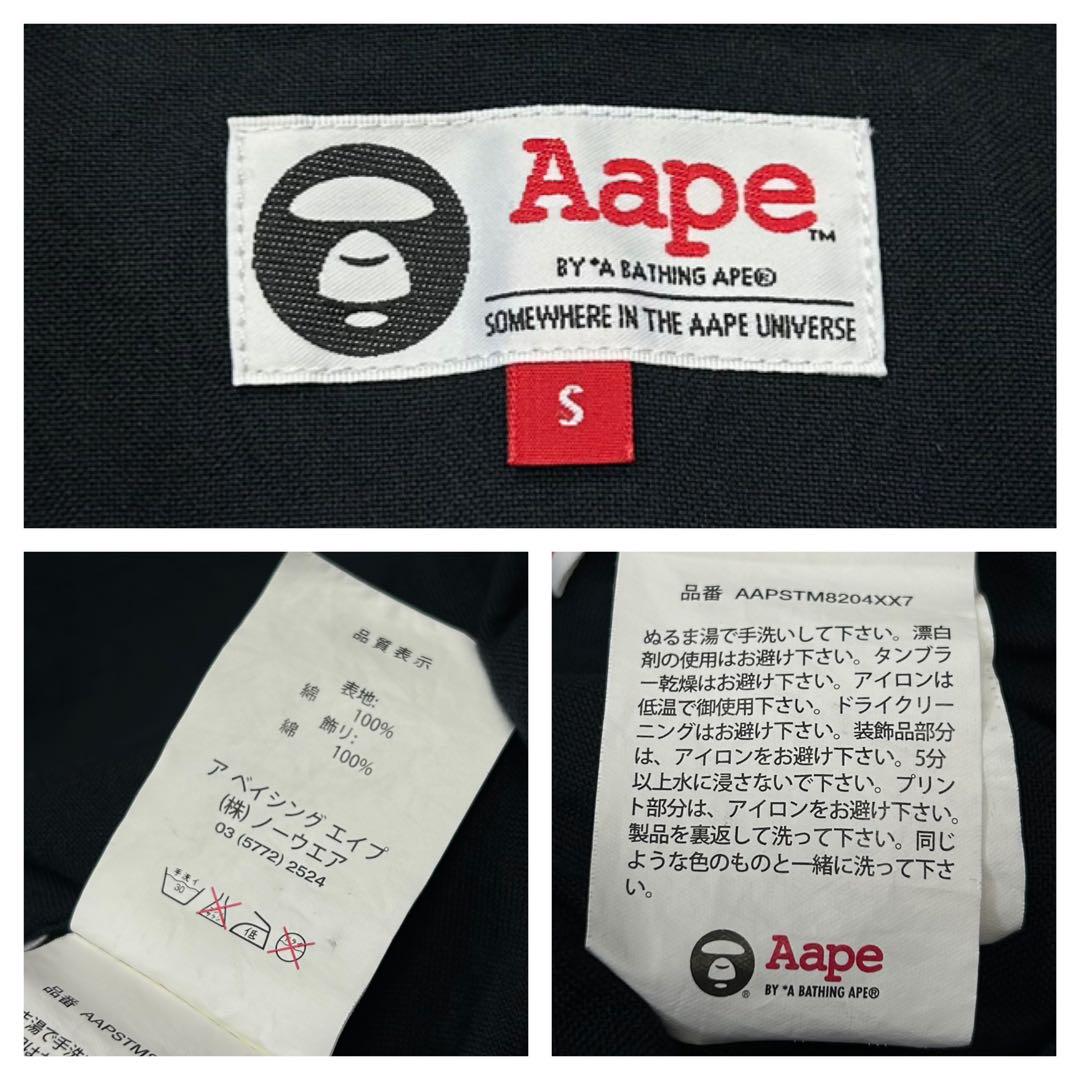 Aape™
BY *A BATHING APE®
SOMEWHERE IN THE AAPE UNIVERSE
S
品質表示
表地:
綿 100%
飾り:
綿 100%
ア ベイシング エイプ
(株) ノーウエア
03 (5772) 2524
手洗イ
30
低
品番 AAPSTM8
品番 AAPSTM8204XX7
ぬるま湯で手洗いして下さい。漂白
剤の使用はお避け下さい。タンブラ
ー乾燥はお避け下さい。アイロンは
低温で御使用下さい。ドライクリー
ニングはお避け下さい。装飾品部分
は、アイロンをお避け下さい。5分
以上水に浸さないで下さい。プリン
ト部分は、アイロンをお避け下さい。
製品を裏返して洗って下さい。同じ
ような色のものと一緒に洗って下さ
い。
Aape
BY *A BATHING APE®